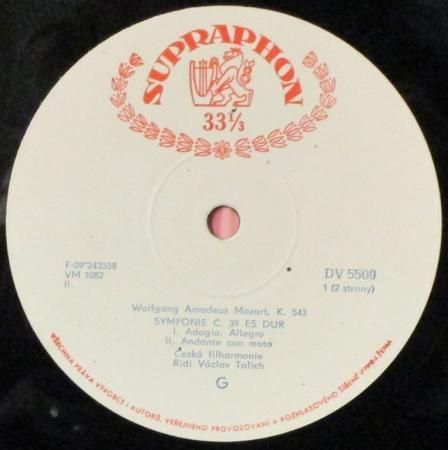 SUPRAPHON
33⅓
F-09*243558
VM 1082
II.
DV 5509
1 (2 strony)
Wolfgang Amadeus Mozart, K. 543
SYMFONIE Č. 39 ES DUR
I. Adagio. Allegro
II. Andante con moto
Česká filharmonie
Řídí Václav Talich
G
VŠECHNA PRÁVA VÝROBCE I AUTORŮ, VEŘEJNÉHO PROVOZOVÁNÍ A ROZHLASOVÉHO ŠÍŘENÍ VYHRAZENA